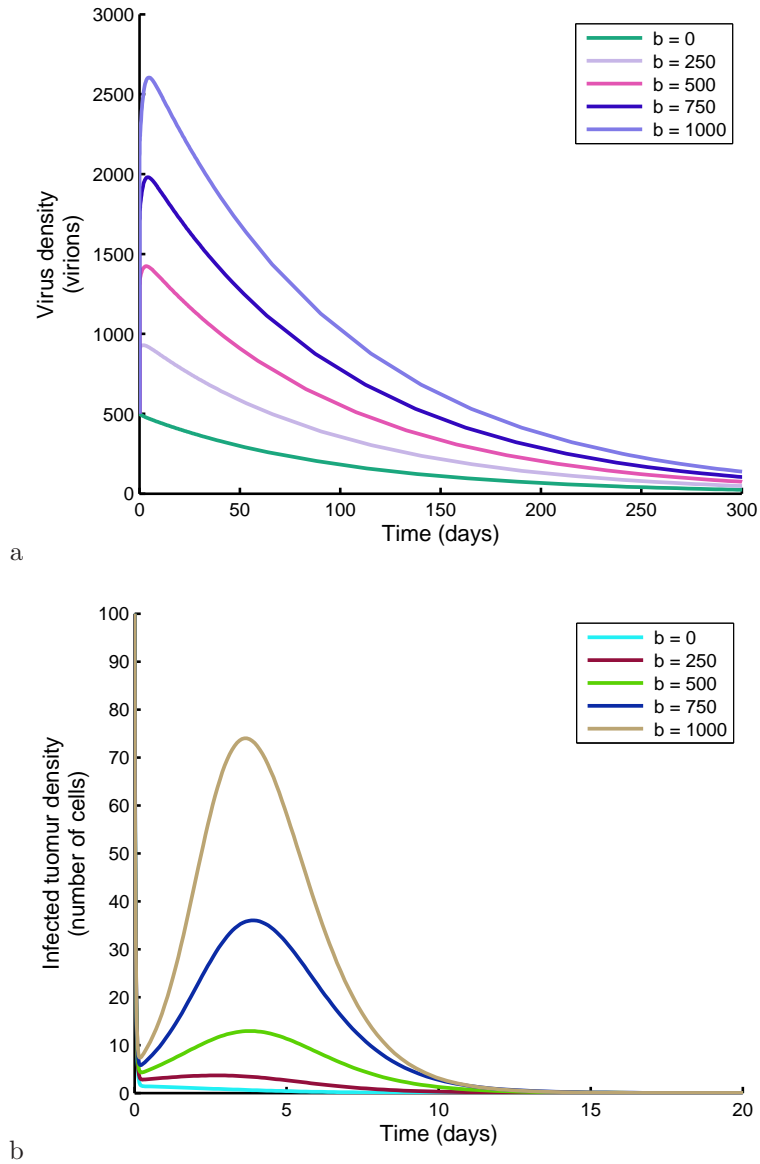 3000
2500
2000
1500
1000
500
0
Virus density
(virions)
0 50 100 150 200 250 300
Time (days)
b = 0
b = 250
b = 500
b = 750
b = 1000
a
100
90
80
70
60
50
40
30
20
10
0
Infected tuomur density
(number of cells)
0 5 10 15 20
Time (days)
b = 0
b = 250
b = 500
b = 750
b = 1000
b